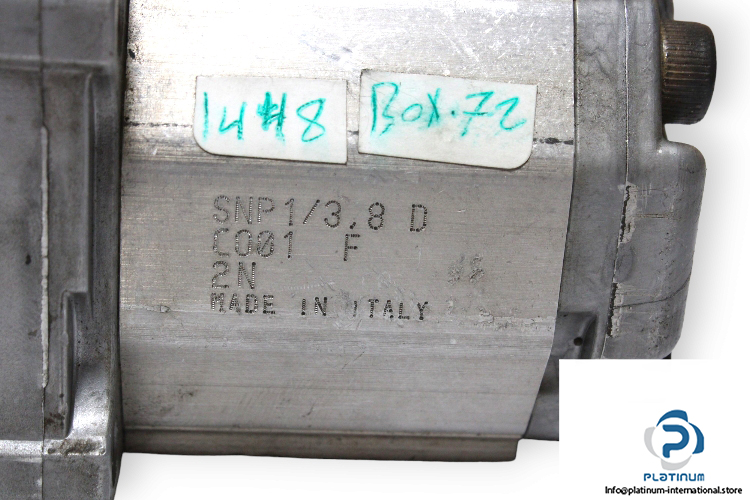 14#8
Box.72
SNP1/3,8 D
C001 F
2N
MADE IN ITALY
PLATINUM
Info@platinum-international.store